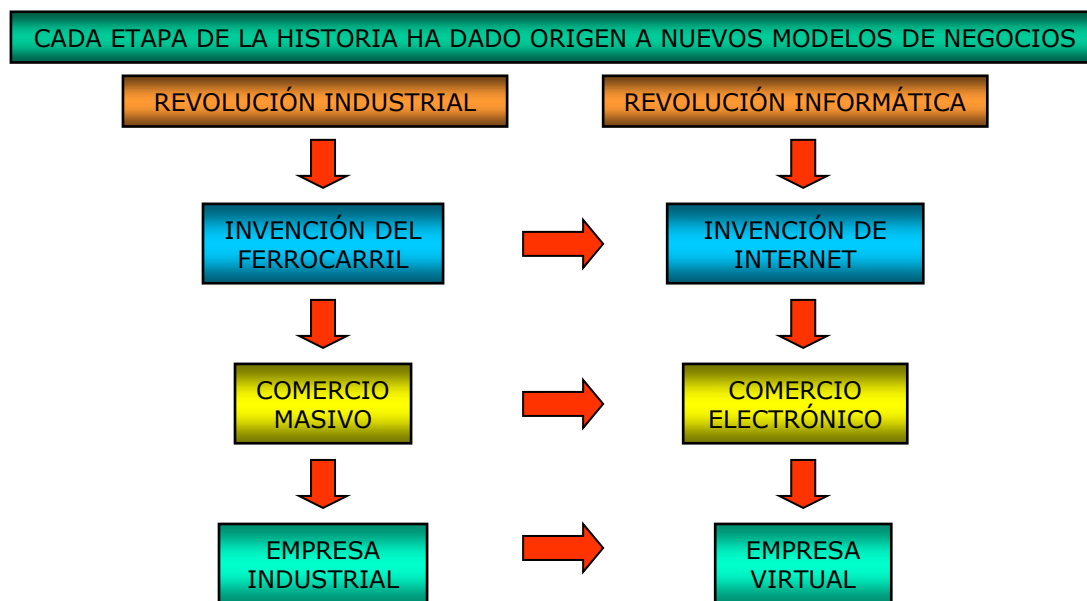 CADA ETAPA DE LA HISTORIA HA DADO ORIGEN A NUEVOS MODELOS DE NEGOCIOS
REVOLUCIÓN INDUSTRIAL
REVOLUCIÓN INFORMÁTICA
INVENCIÓN DEL
FERROCARRIL
INVENCIÓN DE
INTERNET
COMERCIO
MASIVO
COMERCIO
ELECTRÓNICO
EMPRESA
INDUSTRIAL
EMPRESA
VIRTUAL